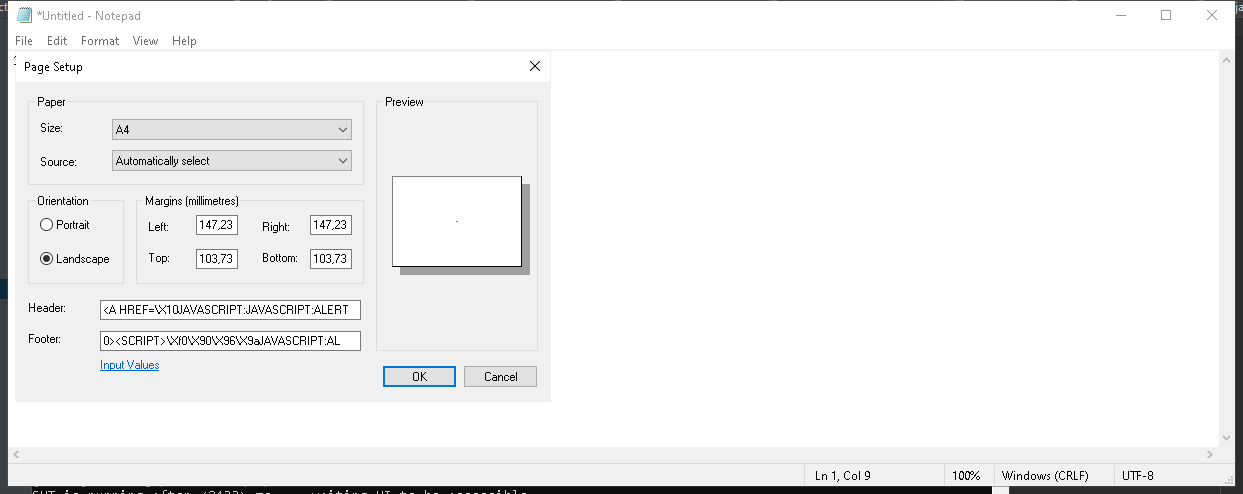 *Untitled - Notepad
File Edit Format View Help
Page Setup
Paper
Size: A4
Source: Automatically select
Preview
Orientation
Portrait
Landscape
Margins (millimetres)
Left: 147,23 Right: 147,23
Top: 103,73 Bottom: 103,73
Header: <A HREF=\X10JAVASCRIPT:JAVASCRIPT:ALERT
Footer: 0><SCRIPT>\Xf0\X90\X96\X9aJAVASCRIPT:AL
Input Values
OK Cancel
Ln 1, Col 9 100% Windows (CRLF) UTF-8